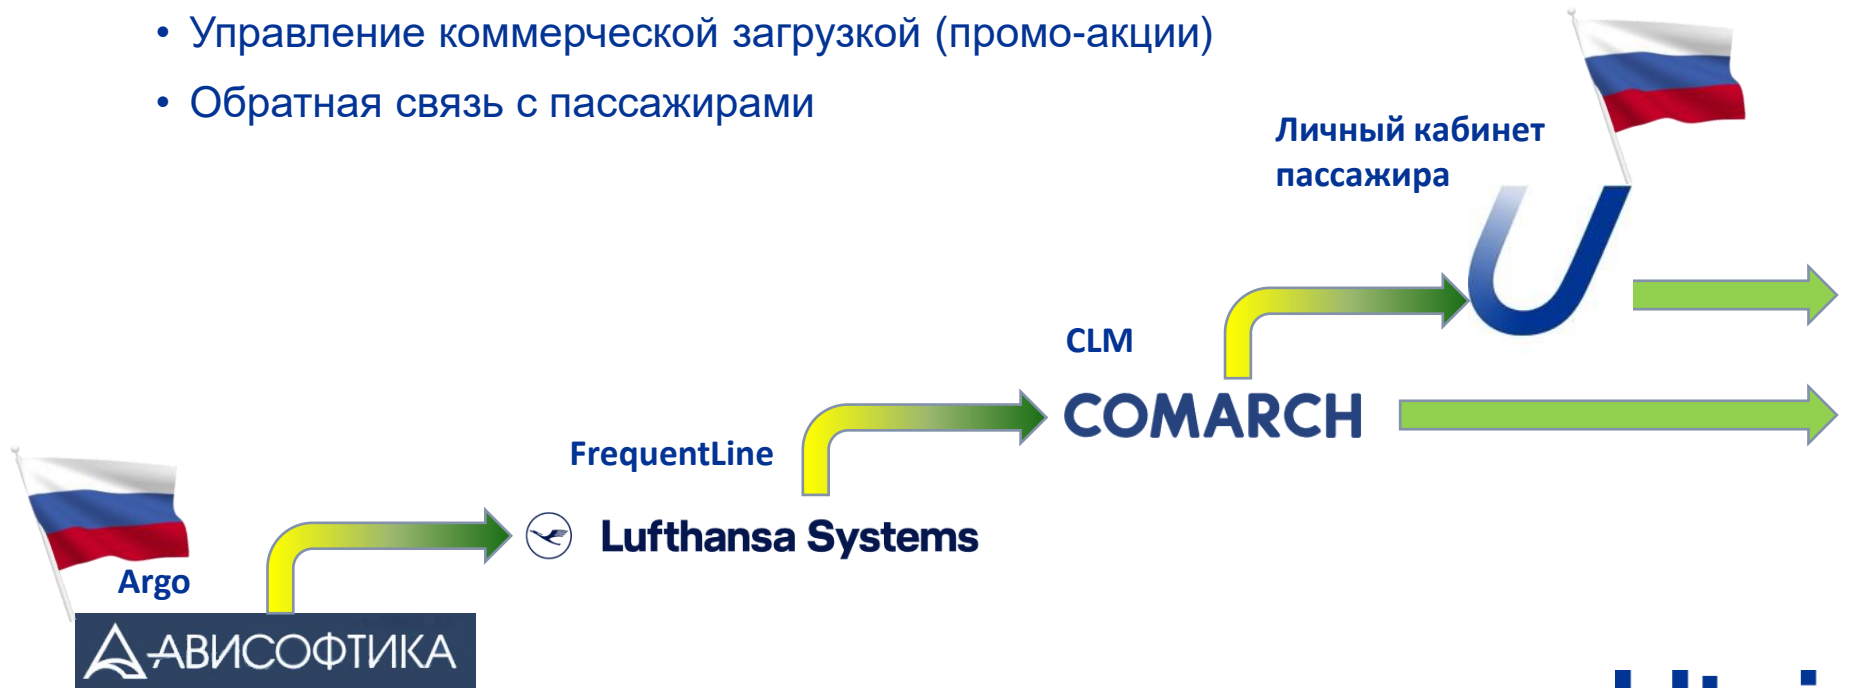 • Управление коммерческой загрузкой (промо-акции)
• Обратная связь с пассажирами
Личный кабинет
пассажира
CLM
COMARCH
FrequentLine
Lufthansa Systems
Argo
АВИСОФТИКА